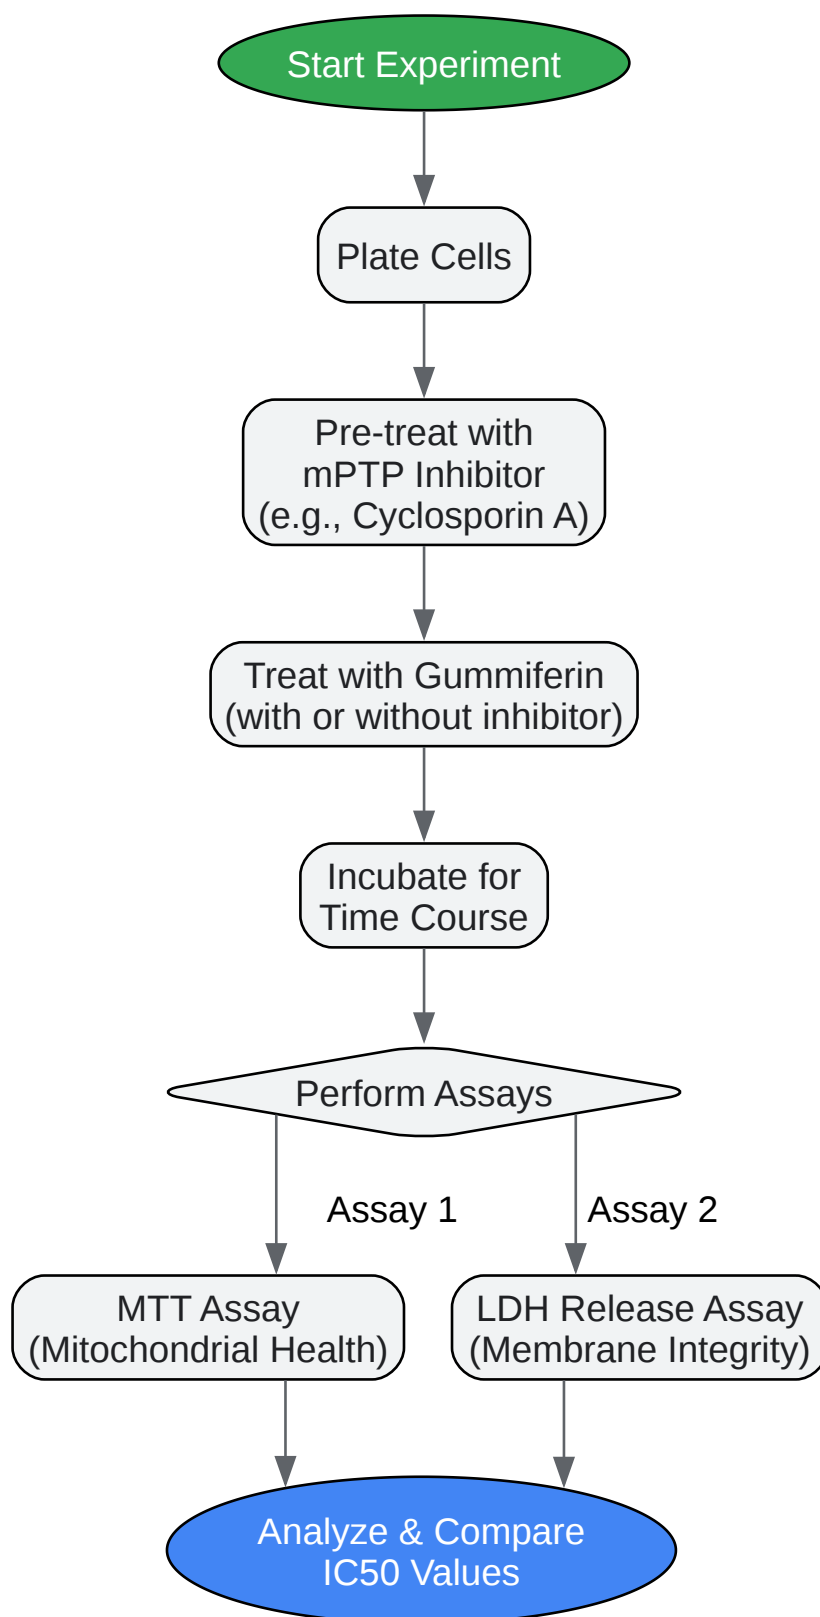 Start Experiment
Plate Cells
Pre-treat with
mPTP Inhibitor
(e.g., Cyclosporin A)
Treat with Gummiferin
(with or without inhibitor)
Incubate for
Time Course
Perform Assays
Assay 1
Assay 2
MTT Assay
(Mitochondrial Health)
LDH Release Assay
(Membrane Integrity)
Analyze & Compare
IC50 Values